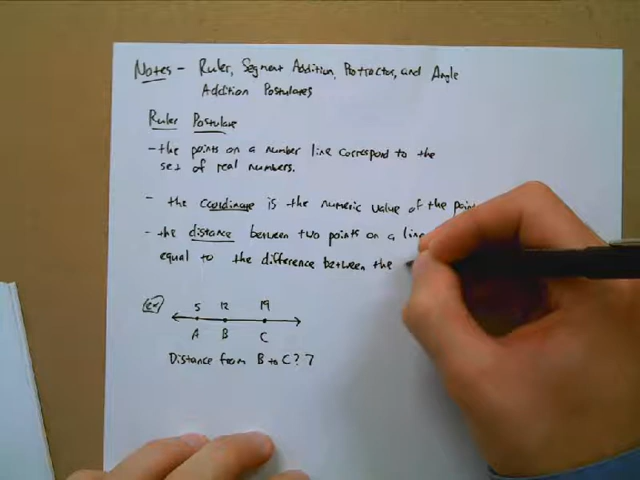 Notes - Ruler, Segment Addition, Protractor, and Angle
Addition Postulates
Ruler Postulate
- the points on a number line correspond to the
set of real numbers.
- the coordinate is the numeric value of the
- the distance between two points on a line
equal to the difference between the
ex 5 12 19
A B C
Distance from B to C? 7